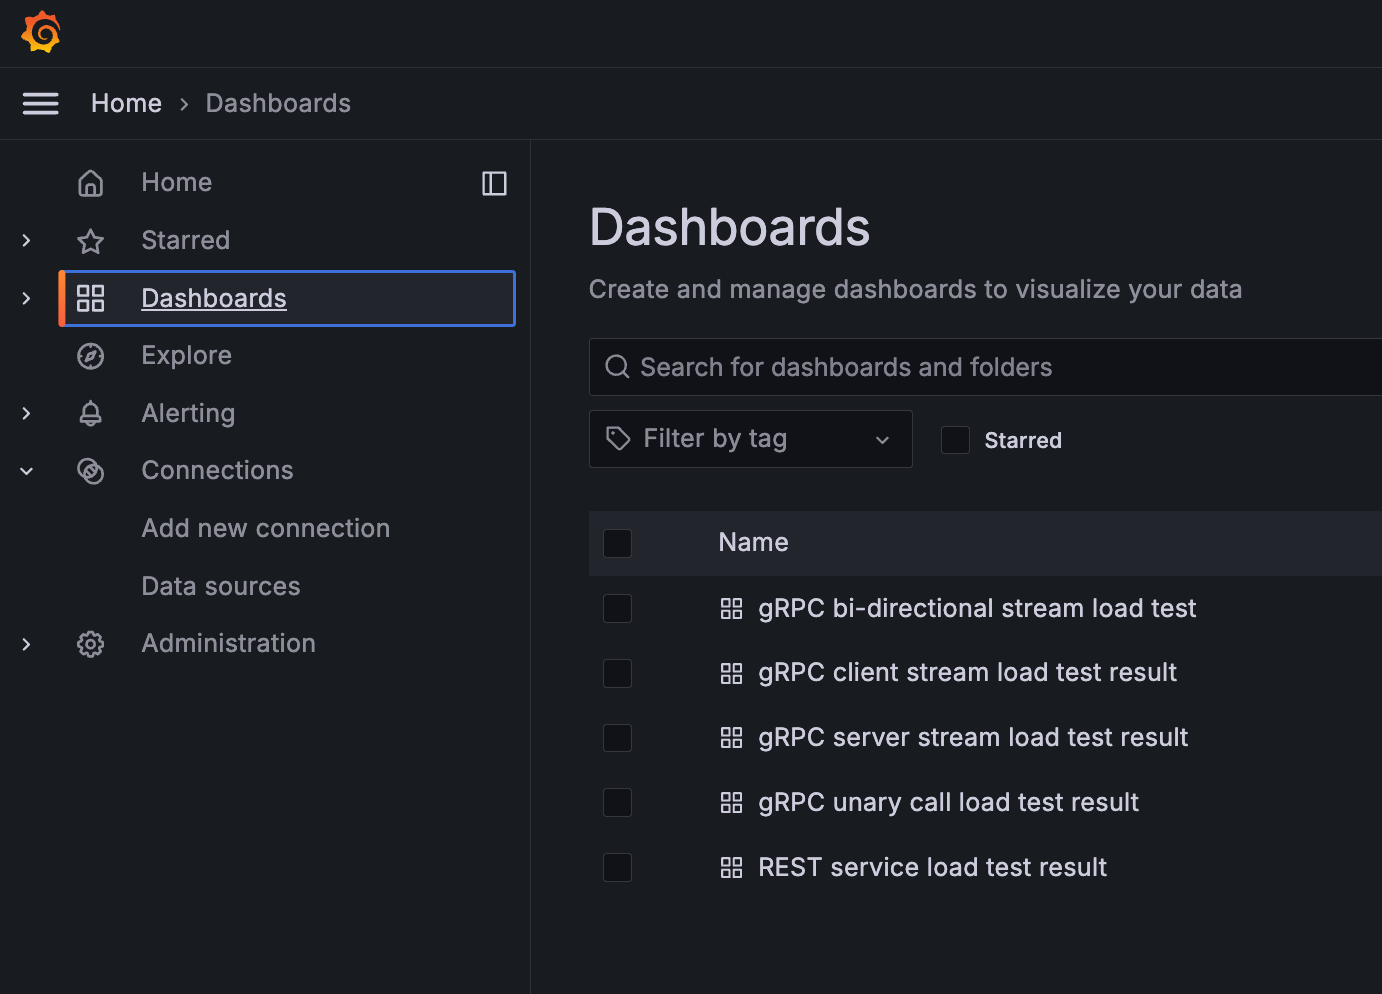 Home › Dashboards
Home
Starred
Dashboards
Explore
Alerting
Connections
Add new connection
Data sources
Administration
Dashboards
Create and manage dashboards to visualize your data
Search for dashboards and folders
Filter by tag
Starred
Name
gRPC bi-directional stream load test
gRPC client stream load test result
gRPC server stream load test result
gRPC unary call load test result
REST service load test result